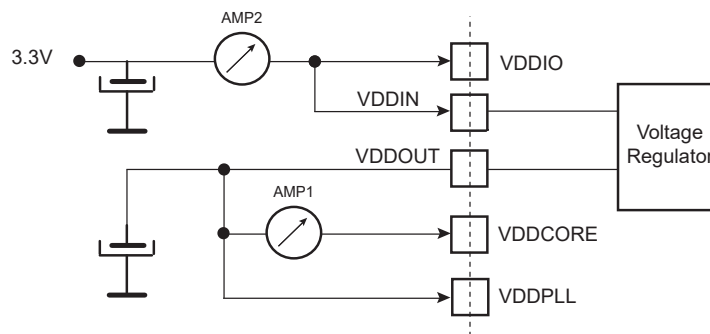 AMP2
3.3V
VDDIO
VDDIN
Voltage
Regulator
VDDOUT
AMP1
VDDCORE
VDDPLL